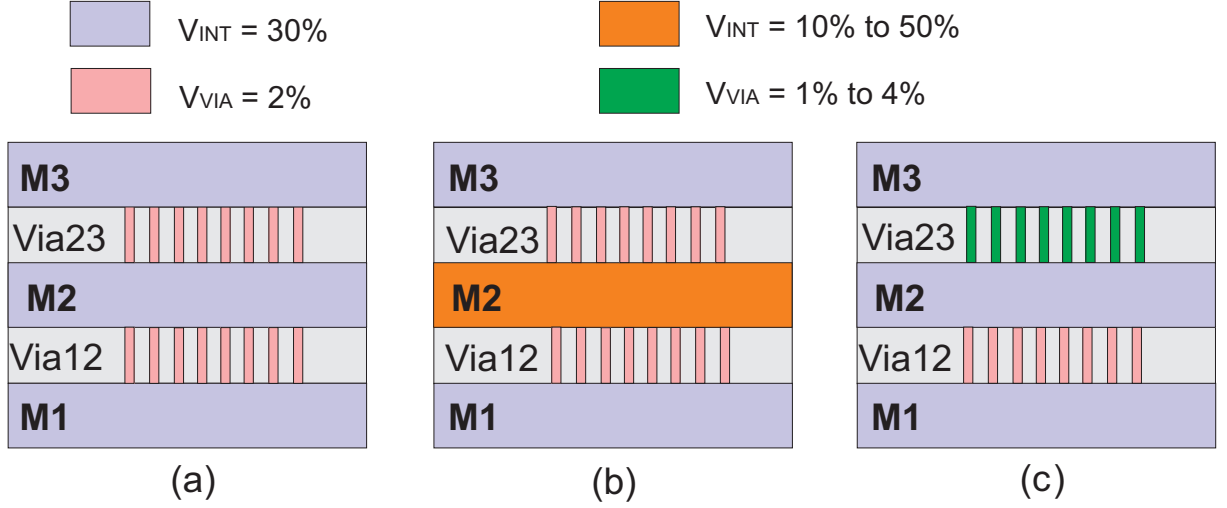 VINT = 30%
VVIA = 2%
VINT = 10% to 50%
VVIA = 1% to 4%
M3
Via23
M2
Via12
M1
(a)
M3
Via23
M2
Via12
M1
(b)
M3
Via23
M2
Via12
M1
(c)